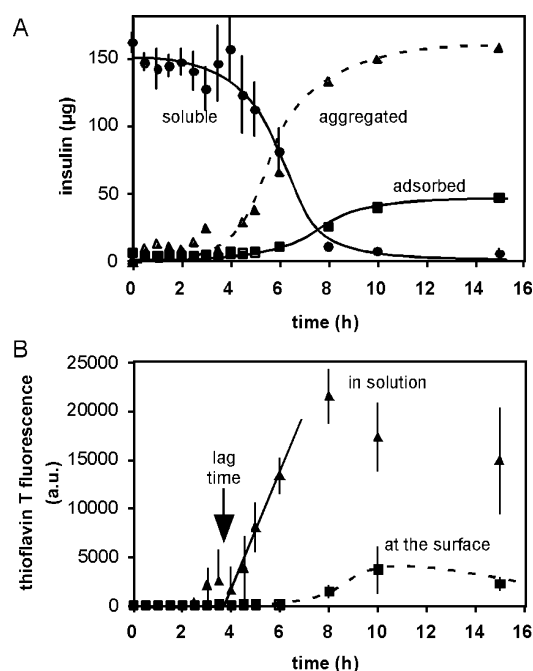 A
150
100
50
0
insulin (µg)
soluble
aggregated
adsorbed
0 2 4 6 8 10 12 14 16
time (h)
B
25000
20000
15000
10000
5000
0
thioflavin T fluorescence
(a.u.)
in solution
lag
time
at the surface
0 2 4 6 8 10 12 14 16
time (h)